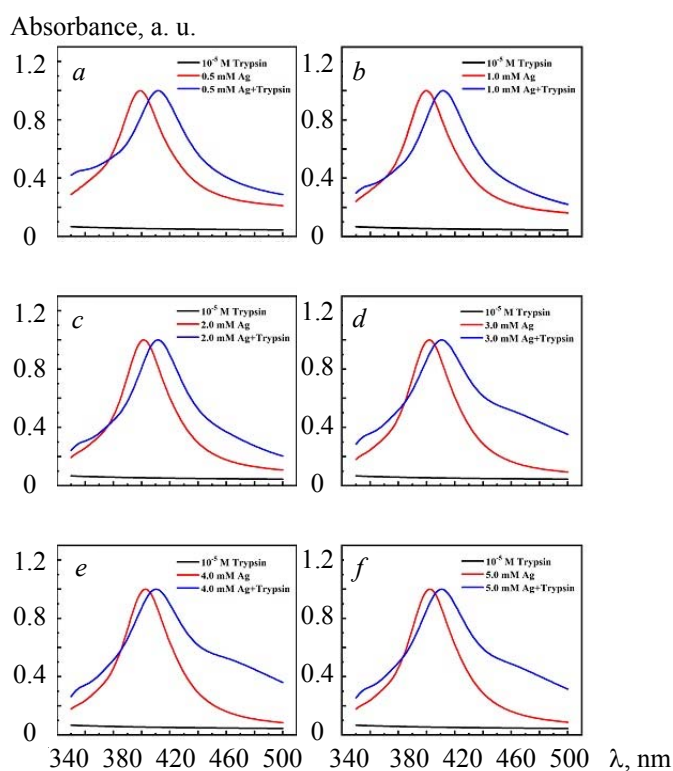 Absorbance, a. u.
1.2
0.8
0.4
0
a
10⁻⁵ M Trypsin
0.5 mM Ag
0.5 mM Ag+Trypsin
b
10⁻⁵ M Trypsin
1.0 mM Ag
1.0 mM Ag+Trypsin
1.2
0.8
0.4
0
1.2
0.8
0.4
0
c
10⁻⁵ M Trypsin
2.0 mM Ag
2.0 mM Ag+Trypsin
d
10⁻⁵ M Trypsin
3.0 mM Ag
3.0 mM Ag+Trypsin
1.2
0.8
0.4
0
1.2
0.8
0.4
0
e
10⁻⁵ M Trypsin
4.0 mM Ag
4.0 mM Ag+Trypsin
f
10⁻⁵ M Trypsin
5.0 mM Ag
5.0 mM Ag+Trypsin
1.2
0.8
0.4
0
340 380 420 460 500 340 380 420 460 500 λ, nm